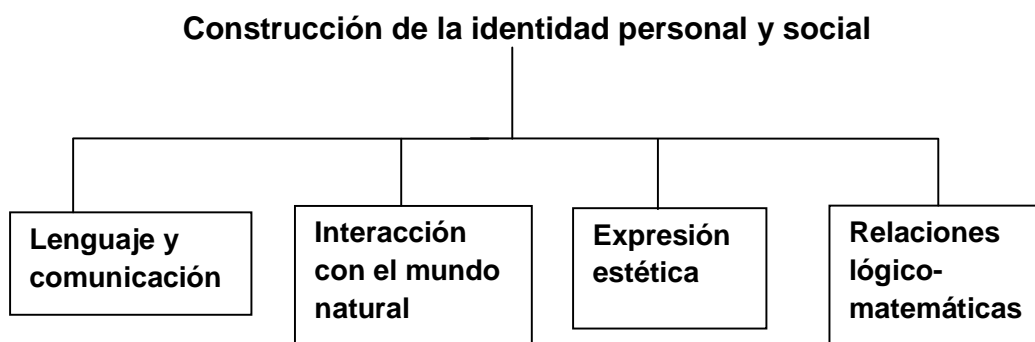 Construcción de la identidad personal y social
Lenguaje y
comunicación
Interacción
con el mundo
natural
Expresión
estética
Relaciones
lógico-
matemáticas